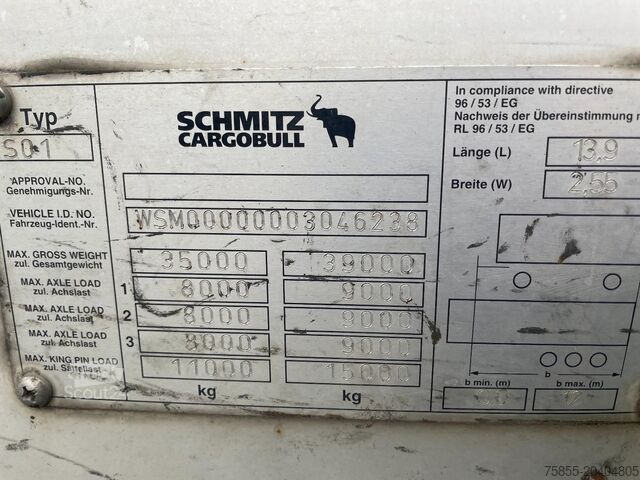 Typ
S01
SCHMITZ
CARGOBULL
In compliance with directive
96 / 53 / EG
Nachweis der Übereinstimmung m
RL 96 / 53 / EG
Länge (L) 13,9
Breite (W) 2,55
APPROVAL-NO.
Genehmigungs-Nr.
VEHICLE I.D. NO.
Fahrzeug-Ident.-Nr.
WSM00000003046238
MAX. GROSS WEIGHT
zul. Gesamtgewicht
35000 39000
MAX. AXLE LOAD
zul. Achslast
1 8000 9000
MAX. AXLE LOAD
zul. Achslast
2 8000 9000
MAX. AXLE LOAD
zul. Achslast
3 8000 9000
MAX. KING PIN LOAD
zul. Sattellast
11000 15000
kg kg
b
b min. (m) b max. (m)
12
75855-20404805